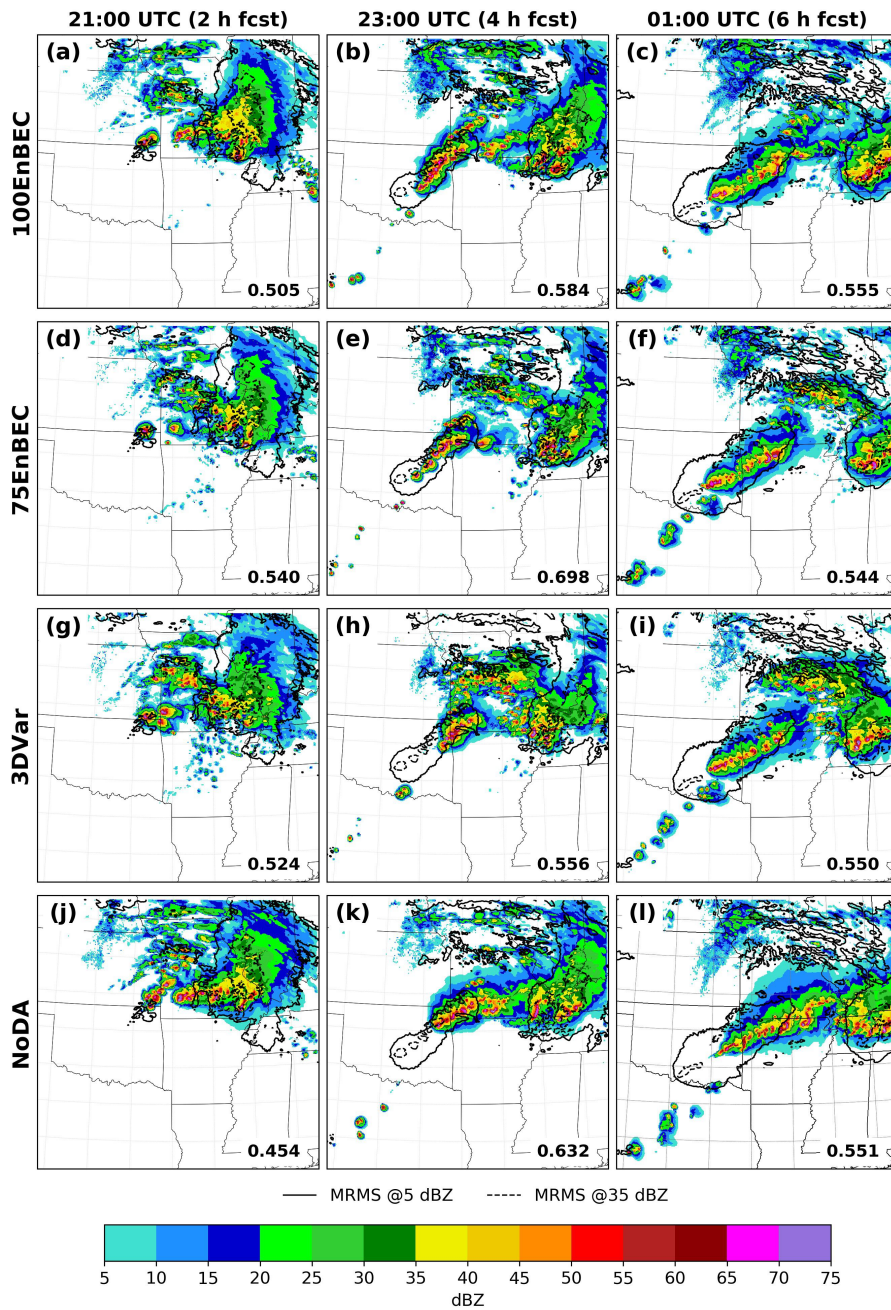 21:00 UTC (2 h fcst) 23:00 UTC (4 h fcst) 01:00 UTC (6 h fcst)
100EnBEC
(a) (b) (c)
0.505 0.584 0.555
75EnBEC
(d) (e) (f)
0.540 0.698 0.544
3DVar
(g) (h) (i)
0.524 0.556 0.550
NoDA
(j) (k) (l)
0.454 0.632 0.551
MRMS @5 dBZ MRMS @35 dBZ
5 10 15 20 25 30 35 40 45 50 55 60 65 70 75
dBZ